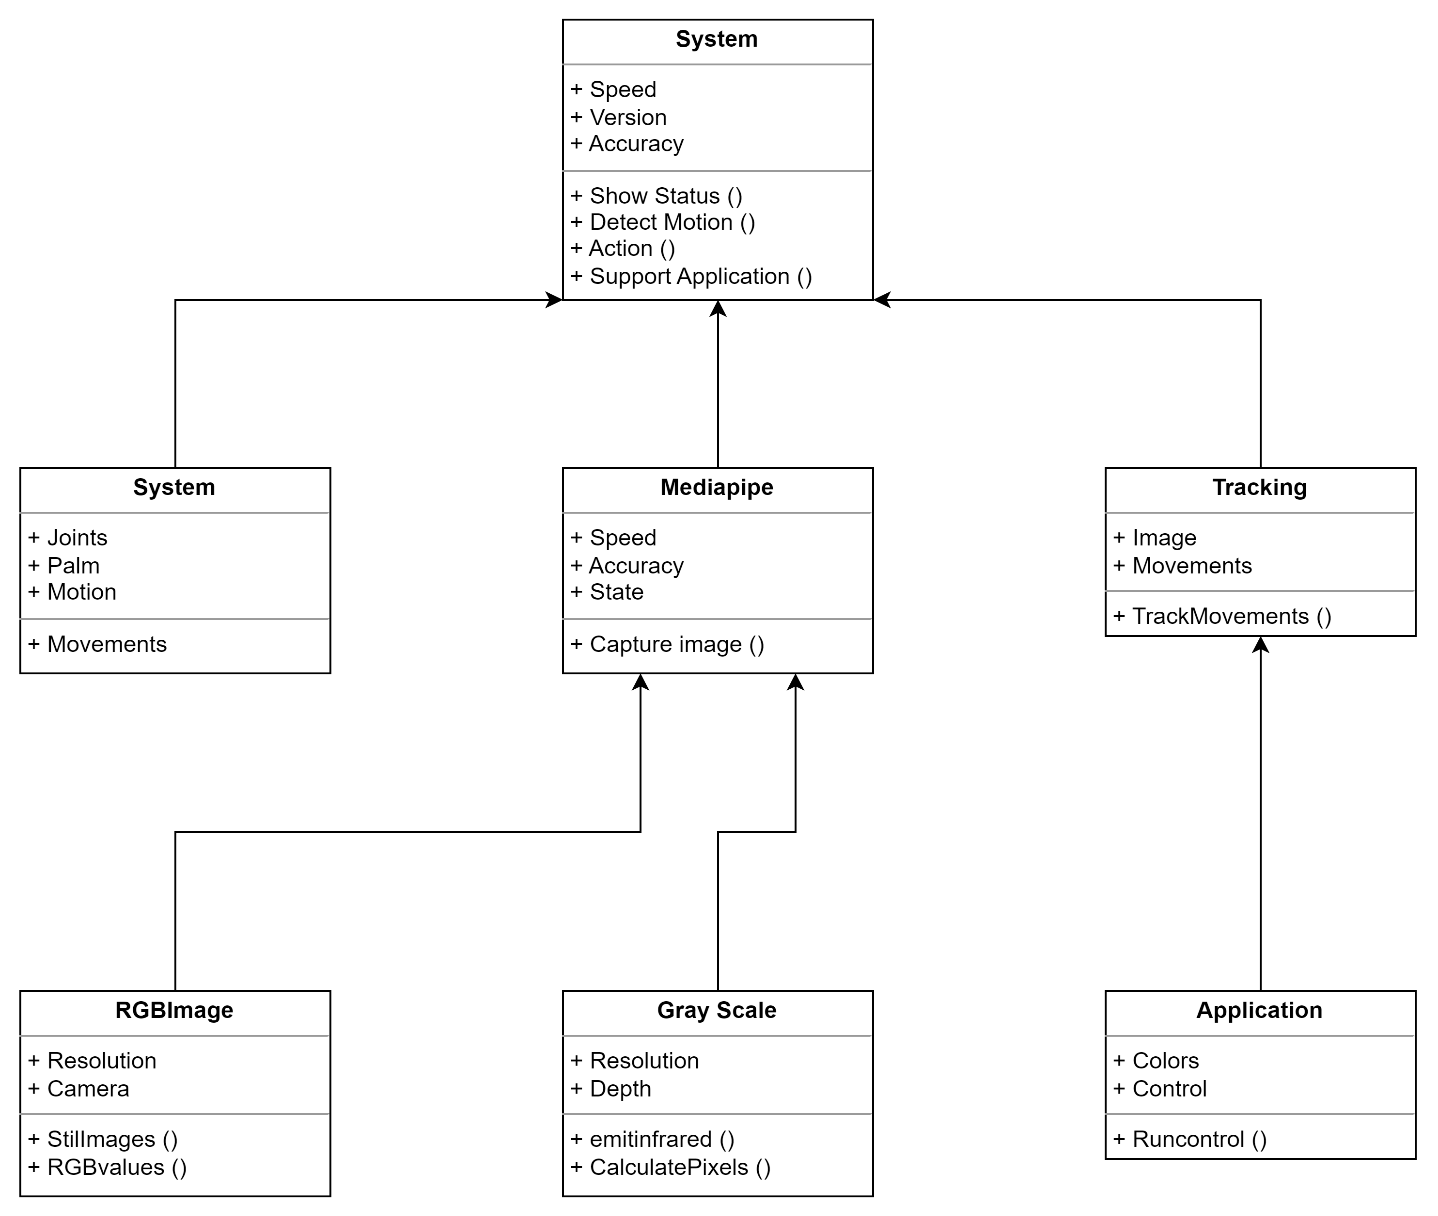 System
+ Speed
+ Version
+ Accuracy
+ Show Status ()
+ Detect Motion ()
+ Action ()
+ Support Application ()
System
+ Joints
+ Palm
+ Motion
+ Movements
Mediapipe
+ Speed
+ Accuracy
+ State
+ Capture image ()
Tracking
+ Image
+ Movements
+ TrackMovements ()
RGBImage
+ Resolution
+ Camera
+ StilImages ()
+ RGBvalues ()
Gray Scale
+ Resolution
+ Depth
+ emitinfrared ()
+ CalculatePixels ()
Application
+ Colors
+ Control
+ Runcontrol ()